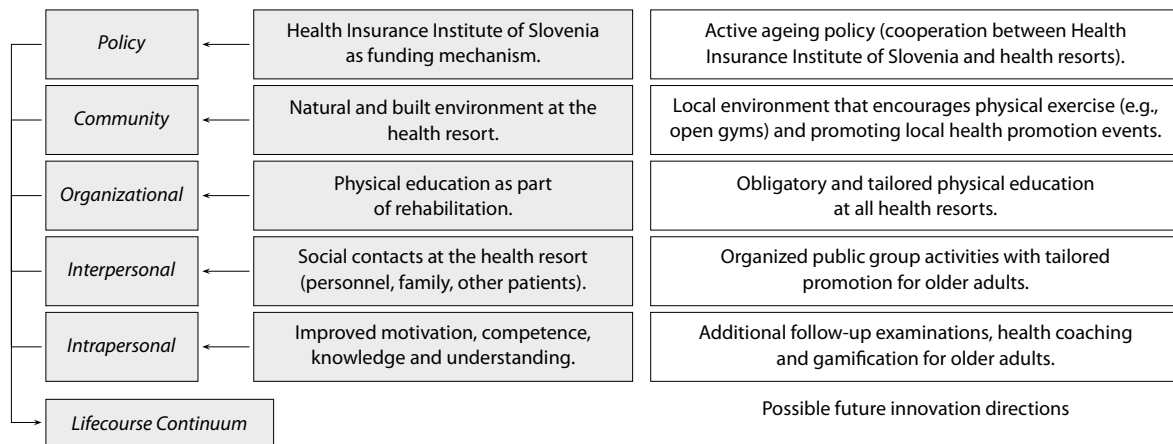 Policy
Health Insurance Institute of Slovenia
as funding mechanism.
Active ageing policy (cooperation between Health
Insurance Institute of Slovenia and health resorts).
Community
Natural and built environment at the
health resort.
Local environment that encourages physical exercise (e.g.,
open gyms) and promoting local health promotion events.
Organizational
Physical education as part
of rehabilitation.
Obligatory and tailored physical education
at all health resorts.
Interpersonal
Social contacts at the health resort
(personnel, family, other patients).
Organized public group activities with tailored
promotion for older adults.
Intrapersonal
Improved motivation, competence,
knowledge and understanding.
Additional follow-up examinations, health coaching
and gamification for older adults.
Lifecourse Continuum
Possible future innovation directions